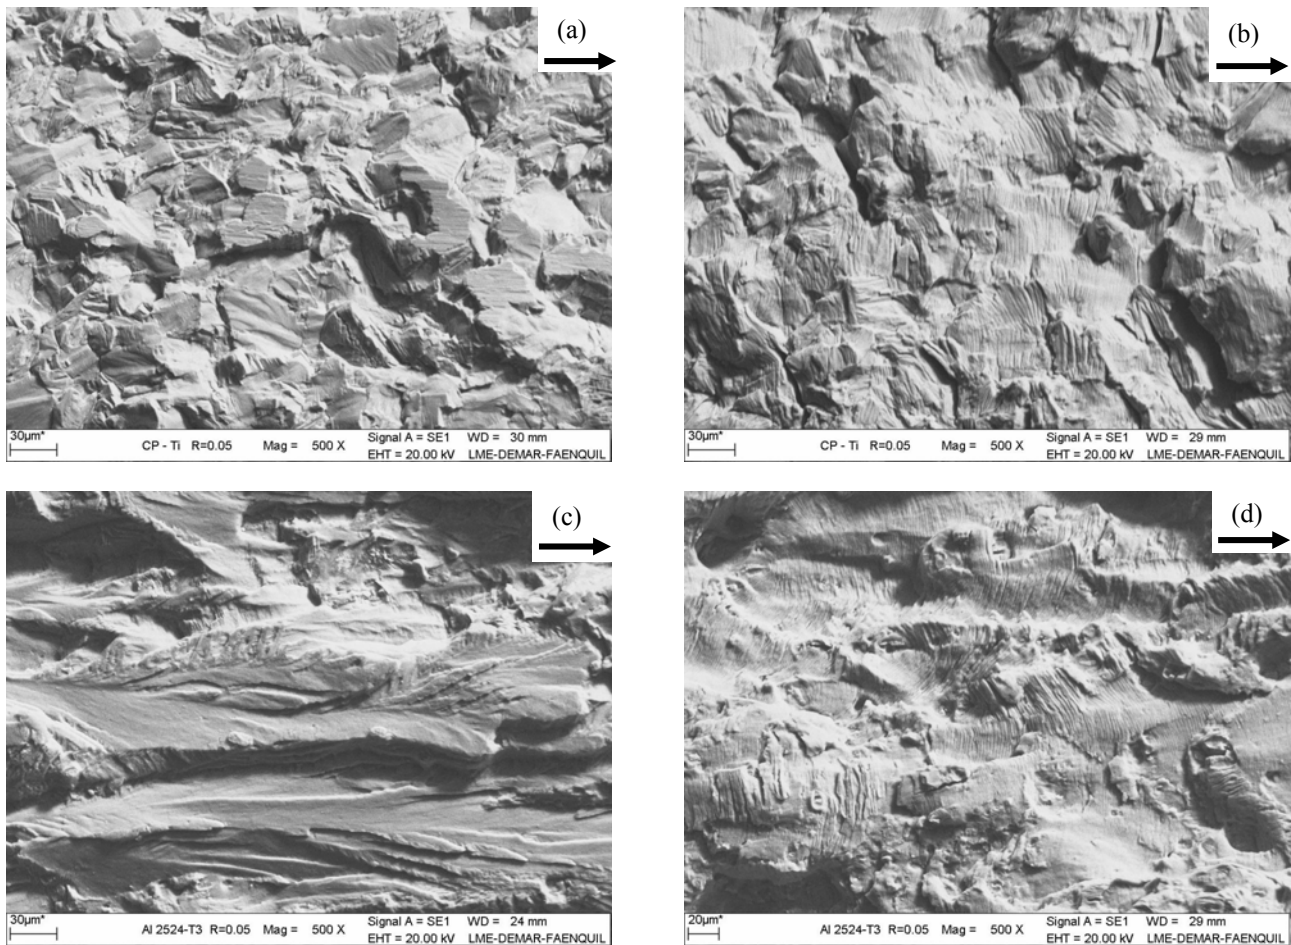 (a)
30µm*
CP - Ti R=0.05 Mag = 500 X
Signal A = SE1 WD = 30 mm
EHT = 20.00 kV LME-DEMAR-FAENQUIL
(b)
30µm*
CP - Ti R=0.05 Mag = 500 X
Signal A = SE1 WD = 29 mm
EHT = 20.00 kV LME-DEMAR-FAENQUIL
(c)
30µm*
Al 2524-T3 R=0.05 Mag = 500 X
Signal A = SE1 WD = 24 mm
EHT = 20.00 kV LME-DEMAR-FAENQUIL
(d)
20µm*
Al 2524-T3 R=0.05 Mag = 500 X
Signal A = SE1 WD = 29 mm
EHT = 20.00 kV LME-DEMAR-FAENQUIL